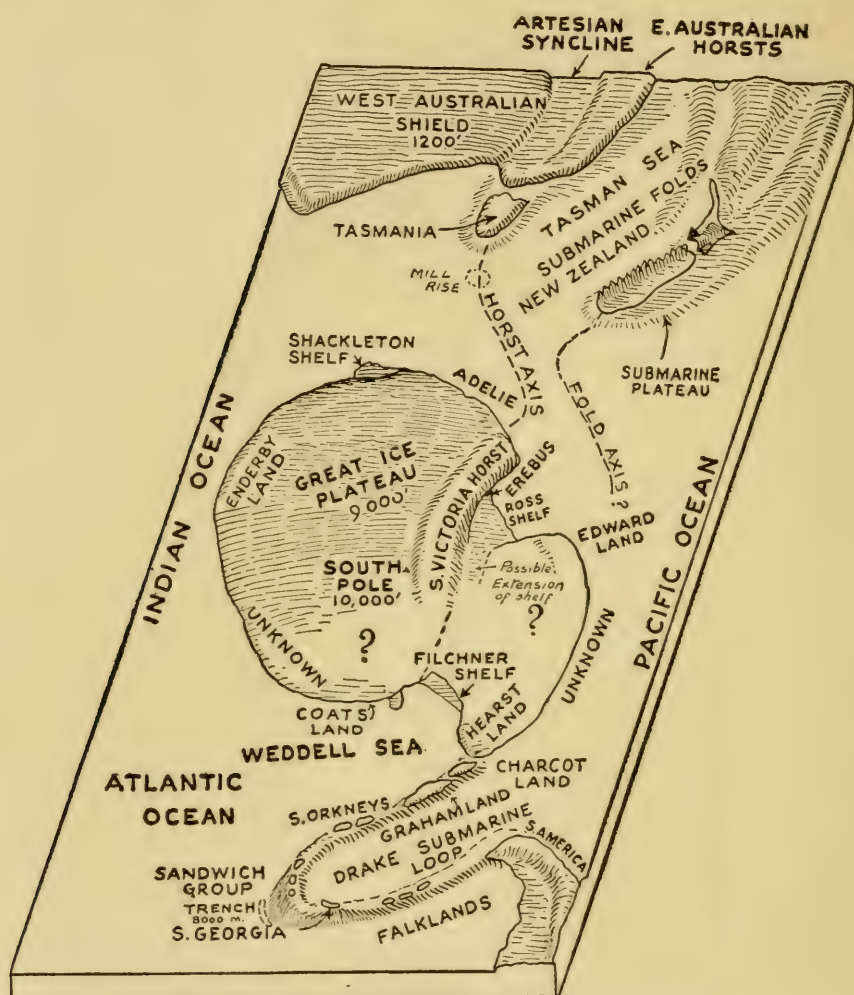 ARTESIAN
SYNCLINE
E. AUSTRALIAN
HORSTS
WEST AUSTRALIAN
SHIELD
1200'
TASMANIA
TASMAN SEA
SUBMARINE FOLDS
NEW ZEALAND
MILL
RISE
HORST AXIS
SUBMARINE
PLATEAU
SHACKLETON
SHELF
ADELIE
FOLD AXIS?
INDIAN OCEAN
ENDERBY
LAND
GREAT ICE
PLATEAU
9,000'
S. VICTORIA HORST
EREBUS
ROSS
SHELF
EDWARD
LAND
PACIFIC OCEAN
SOUTH
POLE
10,000'
Possible
Extension
of shelf
?
UNKNOWN
?
UNKNOWN
FILCHNER
SHELF
COATS
LAND
HEARST
LAND
WEDDELL SEA
CHARCOT
LAND
ATLANTIC
OCEAN
S. ORKNEYS
GRAHAM LAND
DRAKE SUBMARINE
LOOP
S. AMERICA
SANDWICH
GROUP
TRENCH
8000 m.
S. GEORGIA
FALKLANDS